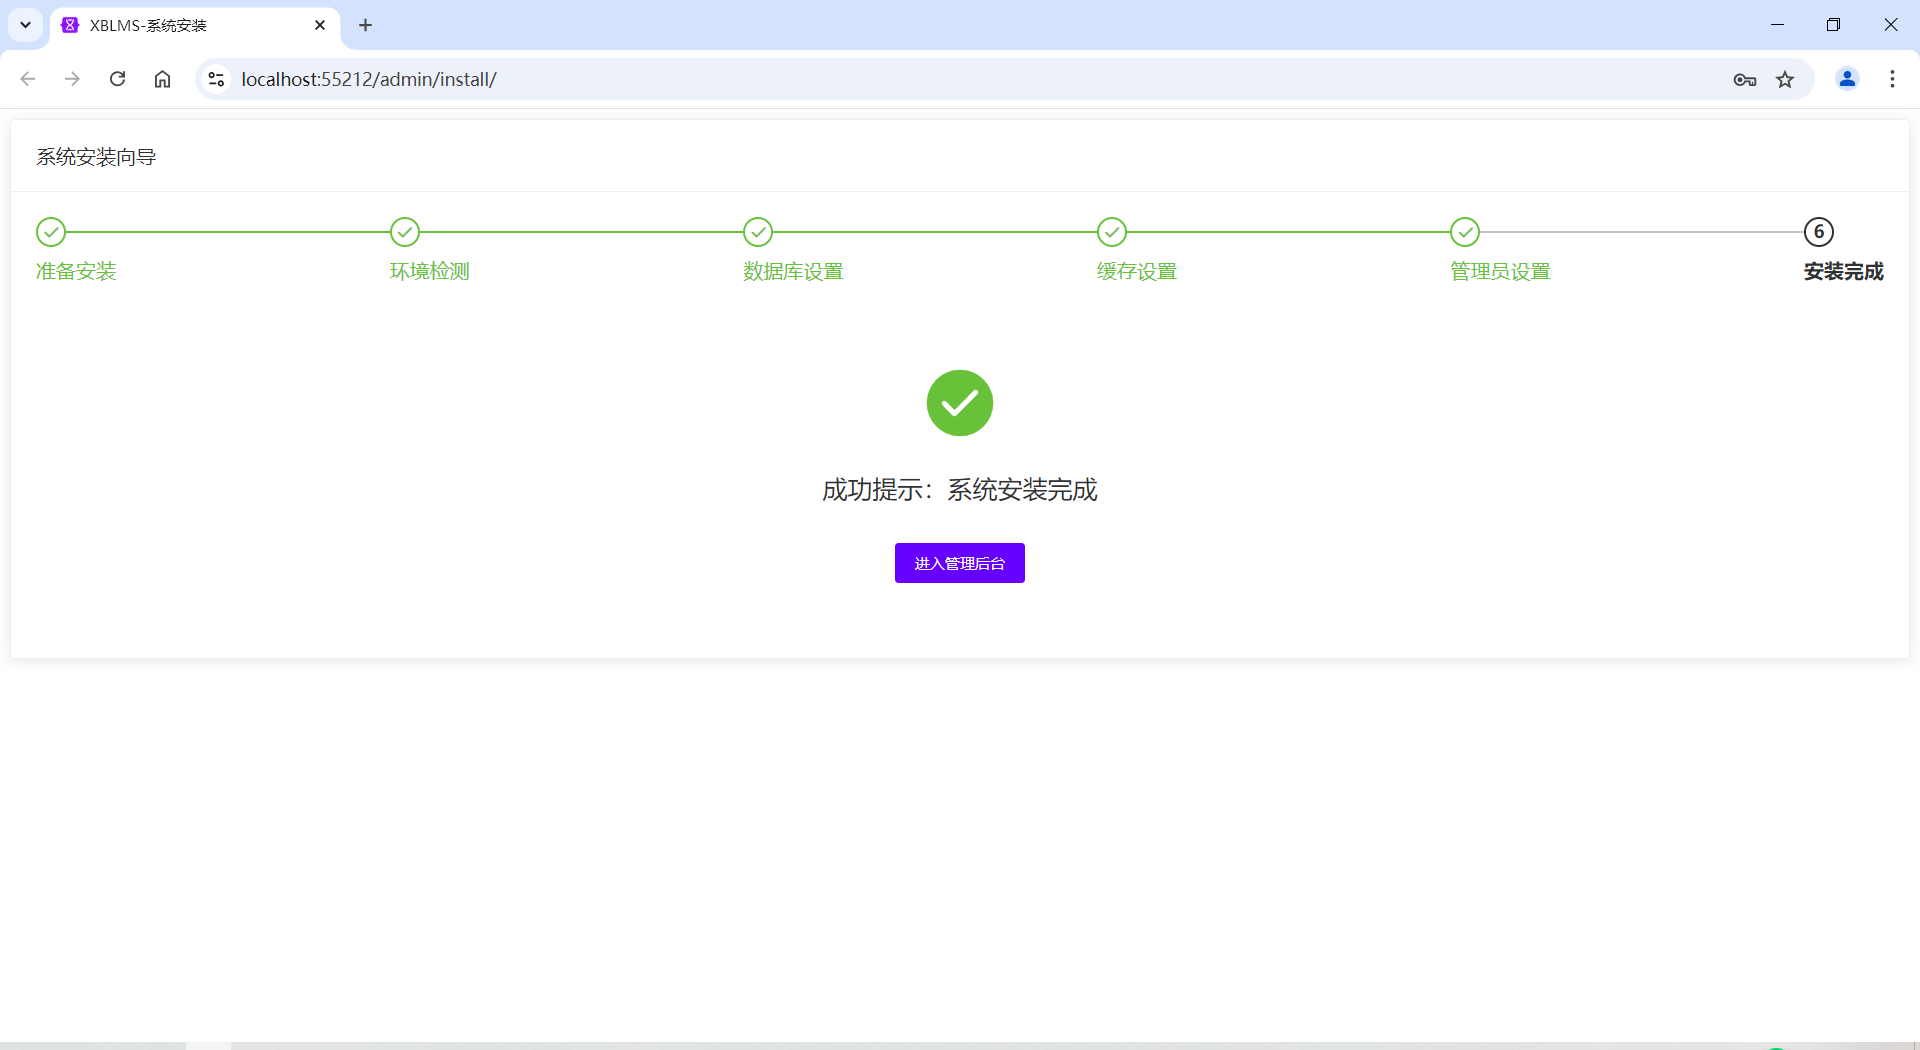 XBLMS-系统安装
localhost:55212/admin/install/
系统安装向导
6
准备安装
环境检测
数据库设置
缓存设置
管理员设置
安装完成
成功提示：系统安装完成
进入管理后台